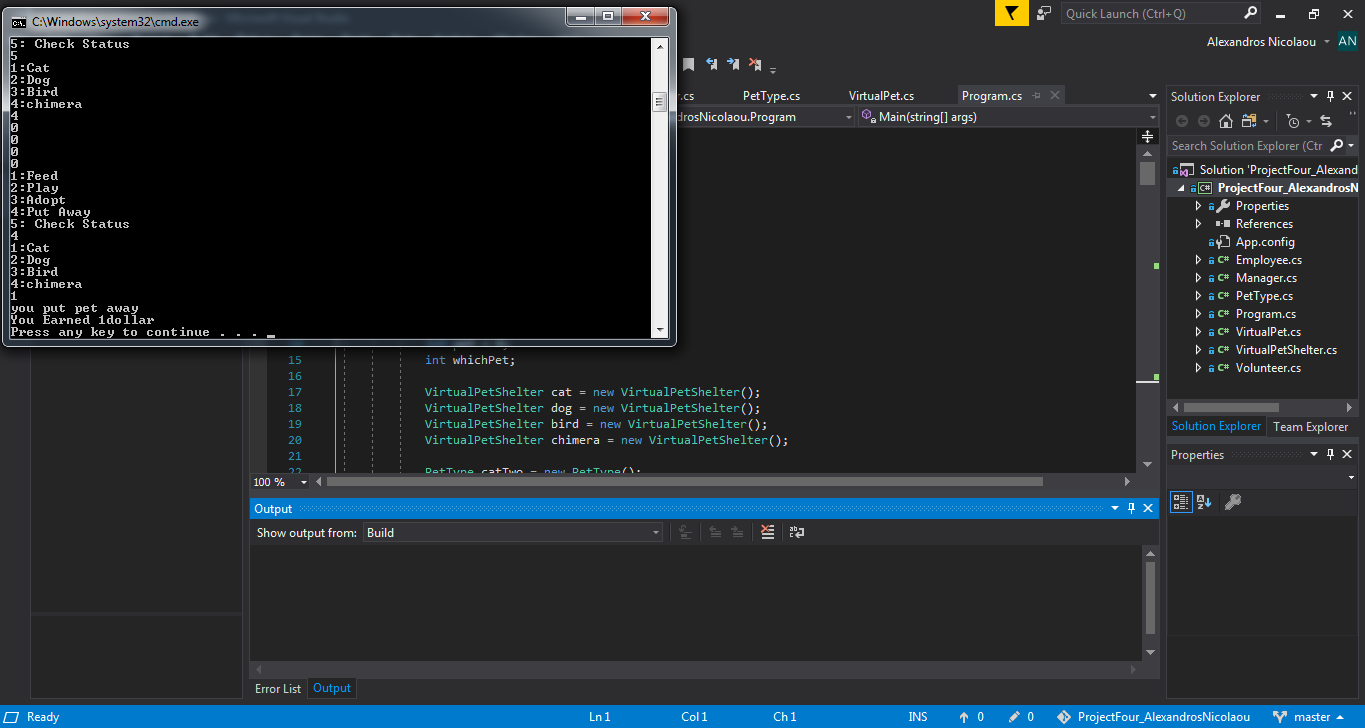 C:\Windows\system32\cmd.exe
5: Check Status
5
1:Cat
2:Dog
3:Bird
4:chimera
4
0
0
0
0
1:Feed
2:Play
3:Adopt
4:Put Away
5: Check Status
4
1:Cat
2:Dog
3:Bird
4:chimera
1
you put pet away
You Earned 1dollar
Press any key to continue . . .
Quick Launch (Ctrl+Q)
Alexandros Nicolaou AN
r.cs PetType.cs VirtualPet.cs Program.cs
drosNicolaou.Program Main(string[] args)
15 int whichPet;
16
17 VirtualPetShelter cat = new VirtualPetShelter();
18 VirtualPetShelter dog = new VirtualPetShelter();
19 VirtualPetShelter bird = new VirtualPetShelter();
20 VirtualPetShelter chimera = new VirtualPetShelter();
21
22 PetType catTwo = new PetType();
100 %
Output
Show output from: Build
Error List Output
Solution Explorer
Search Solution Explorer (Ctr
Solution 'ProjectFour_Alexand
C# ProjectFour_AlexandrosN
Properties
References
App.config
C# Employee.cs
C# Manager.cs
C# PetType.cs
C# Program.cs
C# VirtualPet.cs
C# VirtualPetShelter.cs
C# Volunteer.cs
Solution Explorer Team Explorer
Properties
Ready Ln 1 Col 1 Ch 1 INS 0 0 ProjectFour_AlexandrosNicolaou master